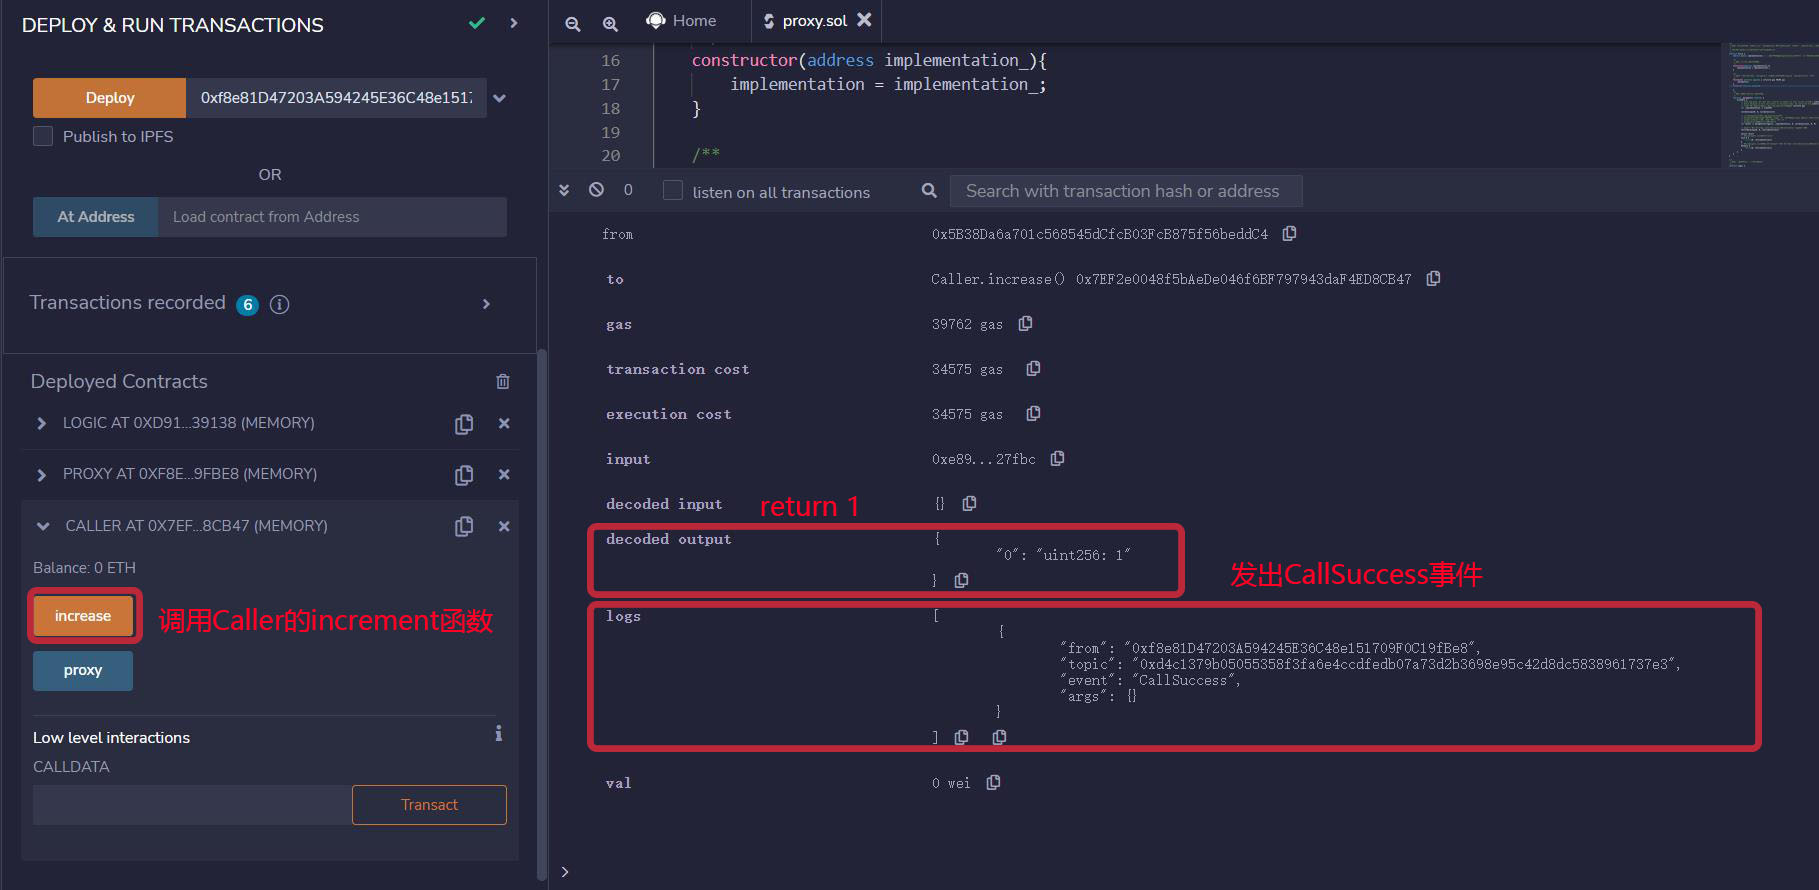 DEPLOY & RUN TRANSACTIONS
Deploy
0xf8e81D47203A594245E36C48e1517
Publish to IPFS
OR
At Address
Load contract from Address
Transactions recorded 6
Deployed Contracts
LOGIC AT 0XD91...39138 (MEMORY)
PROXY AT 0XF8E...9FBE8 (MEMORY)
CALLER AT 0X7EF...8CB47 (MEMORY)
Balance: 0 ETH
increase
调用Caller的increment函数
proxy
Low level interactions
CALLDATA
Transact
Home
proxy.sol
16 constructor(address implementation_){
17 implementation = implementation_;
18 }
19
20 /**
0
listen on all transactions
Search with transaction hash or address
from 0x5B38Da6a701c568545dCfcB03FcB875f56beddC4
to Caller.increase() 0x7EF2e0048f5bAeDe046f6BF797943daF4ED8CB47
gas 39762 gas
transaction cost 34575 gas
execution cost 34575 gas
input 0xe89...27fbc
decoded input {}
return 1
decoded output {
"0": "uint256: 1"
}
发出CallSuccess事件
logs [
{
"from": "0xf8e81D47203A594245E36C48e151709F0C19fBe8",
"topic": "0xd4c1379b05055358f3fa6e4ccdfedb07a73d2b3698e95c42d8dc5838961737e3",
"event": "CallSuccess",
"args": {}
}
]
val 0 wei
>